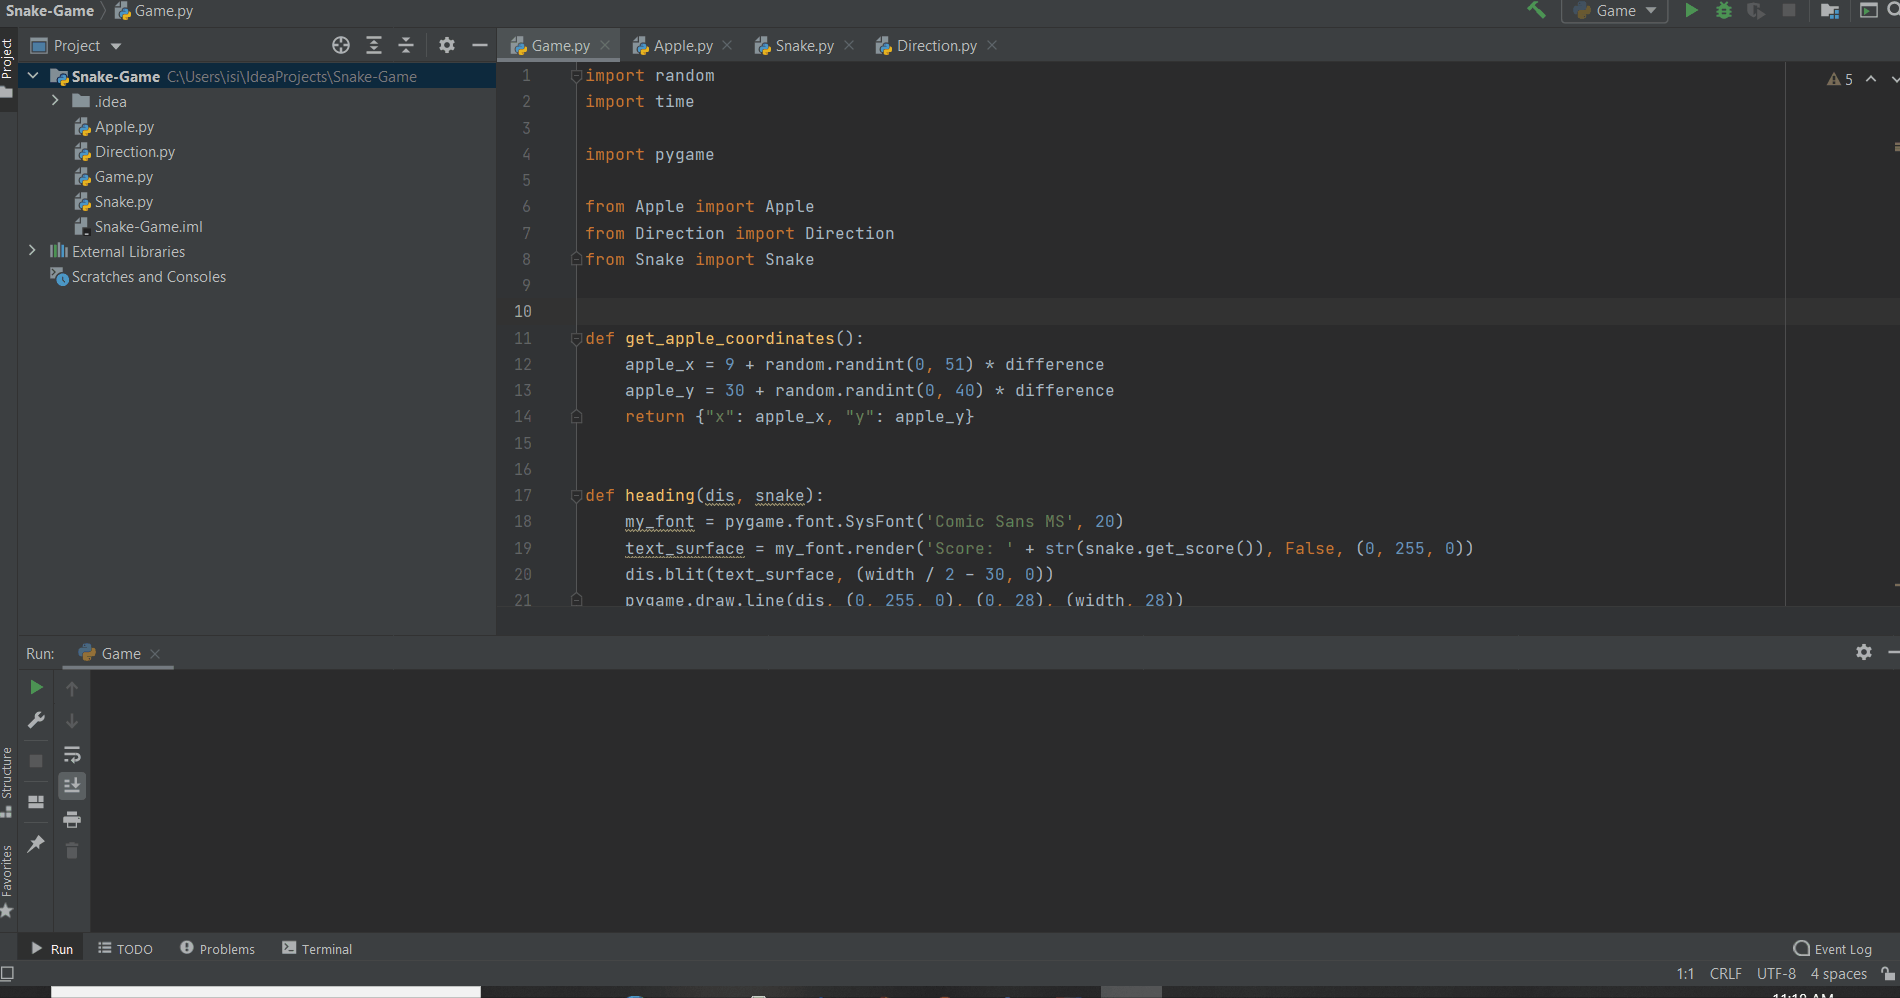 Snake-Game Game.py
Game
Project
Project
Game.py Apple.py Snake.py Direction.py
Snake-Game C:\Users\isi\IdeaProjects\Snake-Game
.idea
Apple.py
Direction.py
Game.py
Snake.py
Snake-Game.iml
External Libraries
Scratches and Consoles
5
1 import random
2 import time
3
4 import pygame
5
6 from Apple import Apple
7 from Direction import Direction
8 from Snake import Snake
9
10
11 def get_apple_coordinates():
12 apple_x = 9 + random.randint(0, 51) * difference
13 apple_y = 30 + random.randint(0, 40) * difference
14 return {"x": apple_x, "y": apple_y}
15
16
17 def heading(dis, snake):
18 my_font = pygame.font.SysFont('Comic Sans MS', 20)
19 text_surface = my_font.render('Score: ' + str(snake.get_score()), False, (0, 255, 0))
20 dis.blit(text_surface, (width / 2 - 30, 0))
21 pygame.draw.line(dis, (0, 255, 0), (0, 28), (width, 28))
Run: Game
Structure
Favorites
Run TODO Problems Terminal
Event Log
1:1 CRLF UTF-8 4 spaces
11:10 AM